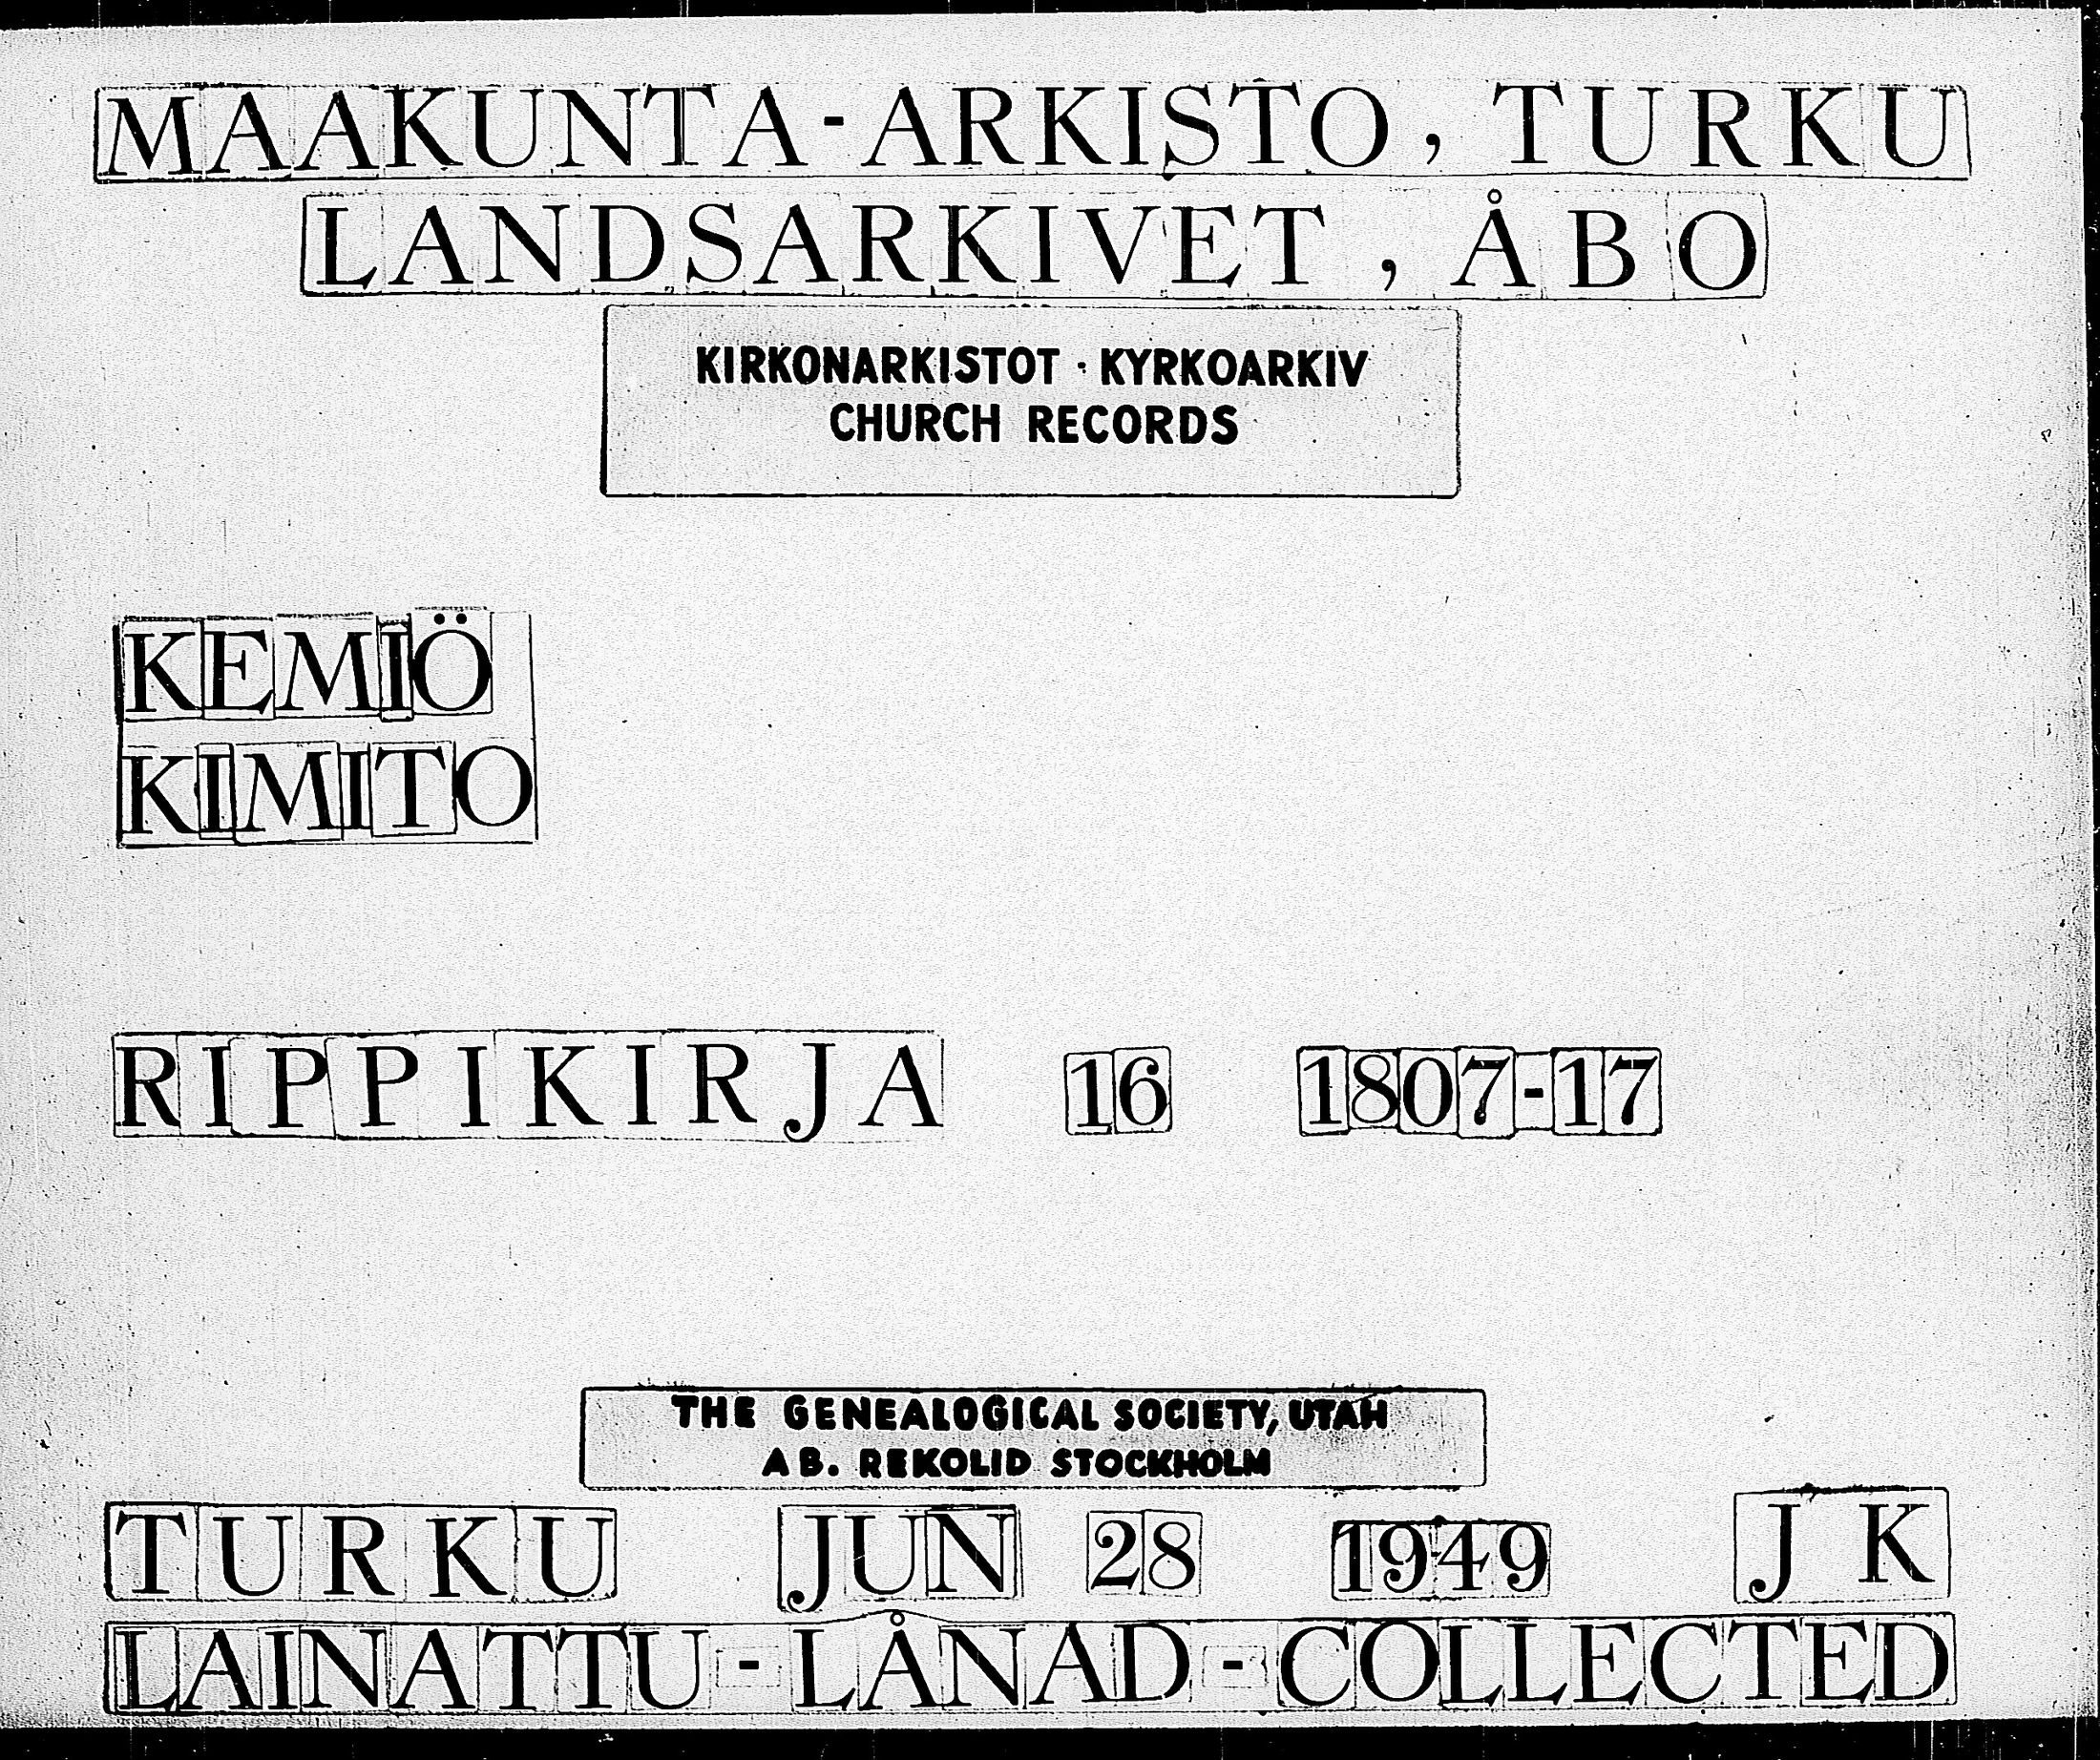 MAAKUNTA-ARKISTO, TURKU
LANDSARKIVET, ÅBO
KIRKONARKISTOT · KYRKOARKIV
CHURCH RECORDS
KEMIÖ
KIMITO
RIPPIKIRJA 16 1807-17
THE GENEALOGICAL SOCIETY, UTAH
AB. REKOLID STOCKHOLM
TURKU JUN 28 1949 J K
LAINATTU - LÅNAD - COLLECTED